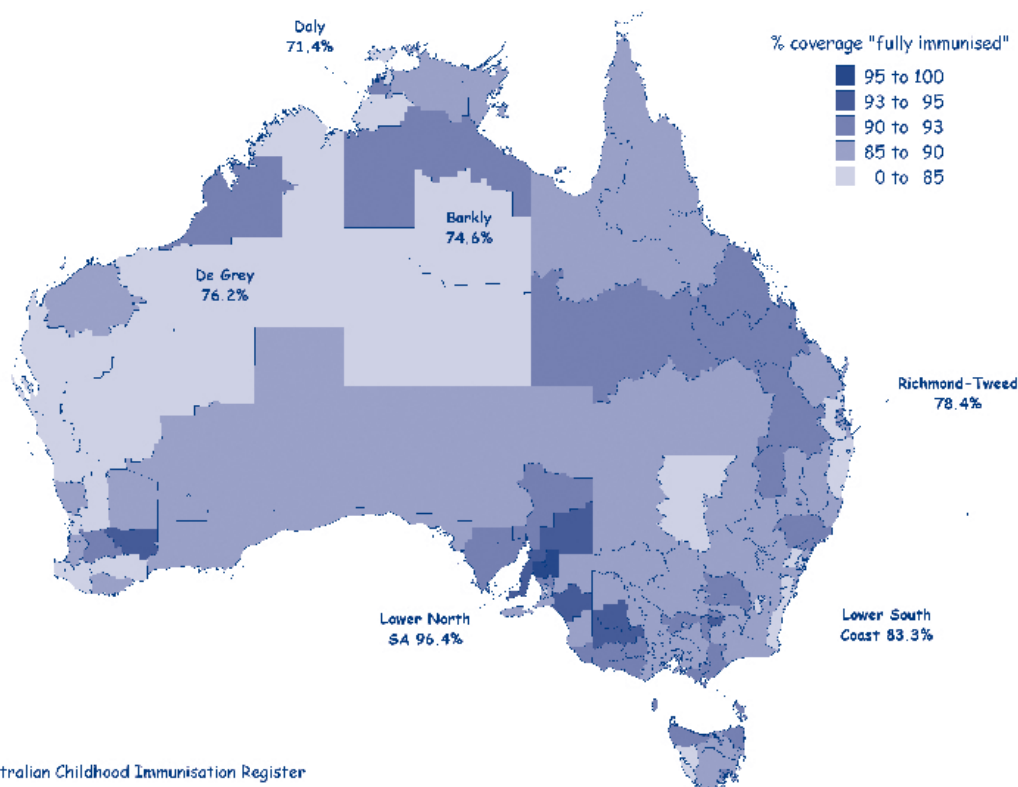 Daly
71.4%
% coverage "fully immunised"
95 to 100
93 to 95
90 to 93
85 to 90
0 to 85
Barkly
74.6%
De Grey
76.2%
Richmond-Tweed
78.4%
Lower North
SA 96.4%
Lower South
Coast 83.3%
tralian Childhood Immunisation Register